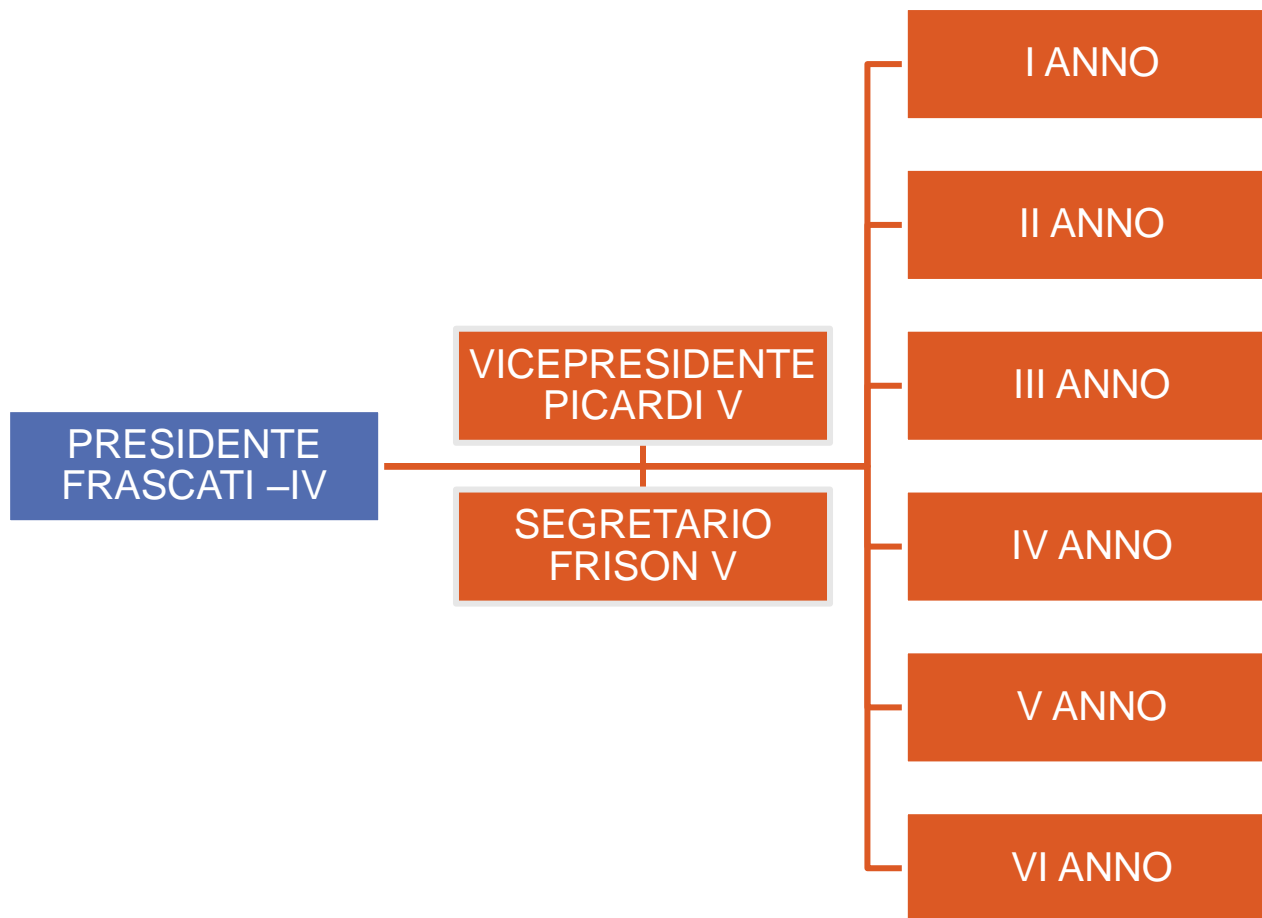 PRESIDENTE
FRASCATI –IV
VICEPRESIDENTE
PICARDI V
SEGRETARIO
FRISON V
I ANNO
II ANNO
III ANNO
IV ANNO
V ANNO
VI ANNO